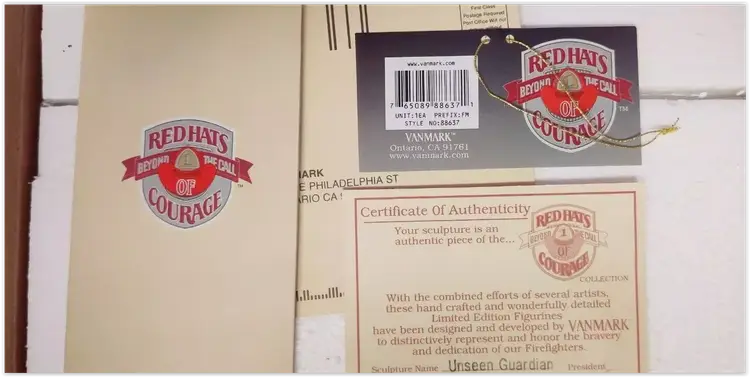 RED HATS
BEYOND THE CALL
OF
COURAGE
™
First Class
Postage Required
Post Office Will not
ARK
E PHILADELPHIA ST
RIO CA
www.vanmark.com
7 65089 88637 1
UNIT:1EA PREFIX:FM
STYLE NO:88637
VANMARK™
Ontario, CA 91761
www.vanmark.com
RED HATS
BEYOND THE CALL
OF
COURAGE
™
Certificate Of Authenticity
Your sculpture is an
authentic piece of the...
RED HATS
BEYOND 1 THE CALL
OF
COURAGE
COLLECTION
With the combined efforts of several artists,
these hand crafted and wonderfully detailed
Limited Edition Figurines
have been designed and developed by VANMARK
to distinctively represent and honor the bravery
and dedication of our Firefighters.
Sculpture Name Unseen Guardian President